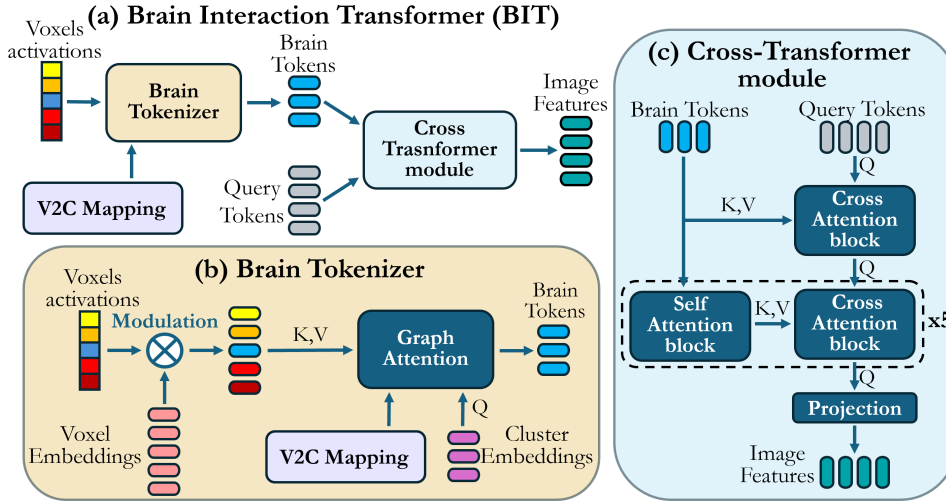 (a) Brain Interaction Transformer (BIT)
Voxels
activations
Brain
Tokenizer
V2C Mapping
Brain
Tokens
Query
Tokens
Cross
Trasnformer
module
Image
Features
(b) Brain Tokenizer
Voxels
activations
Modulation
Voxel
Embeddings
K,V
Graph
Attention
V2C Mapping
Q
Cluster
Embeddings
Brain
Tokens
(c) Cross-Transformer
module
Brain Tokens
Query Tokens
Q
K,V
Cross
Attention
block
Q
Self
Attention
block
K,V
Cross
Attention
block
x5
Q
Projection
Image
Features